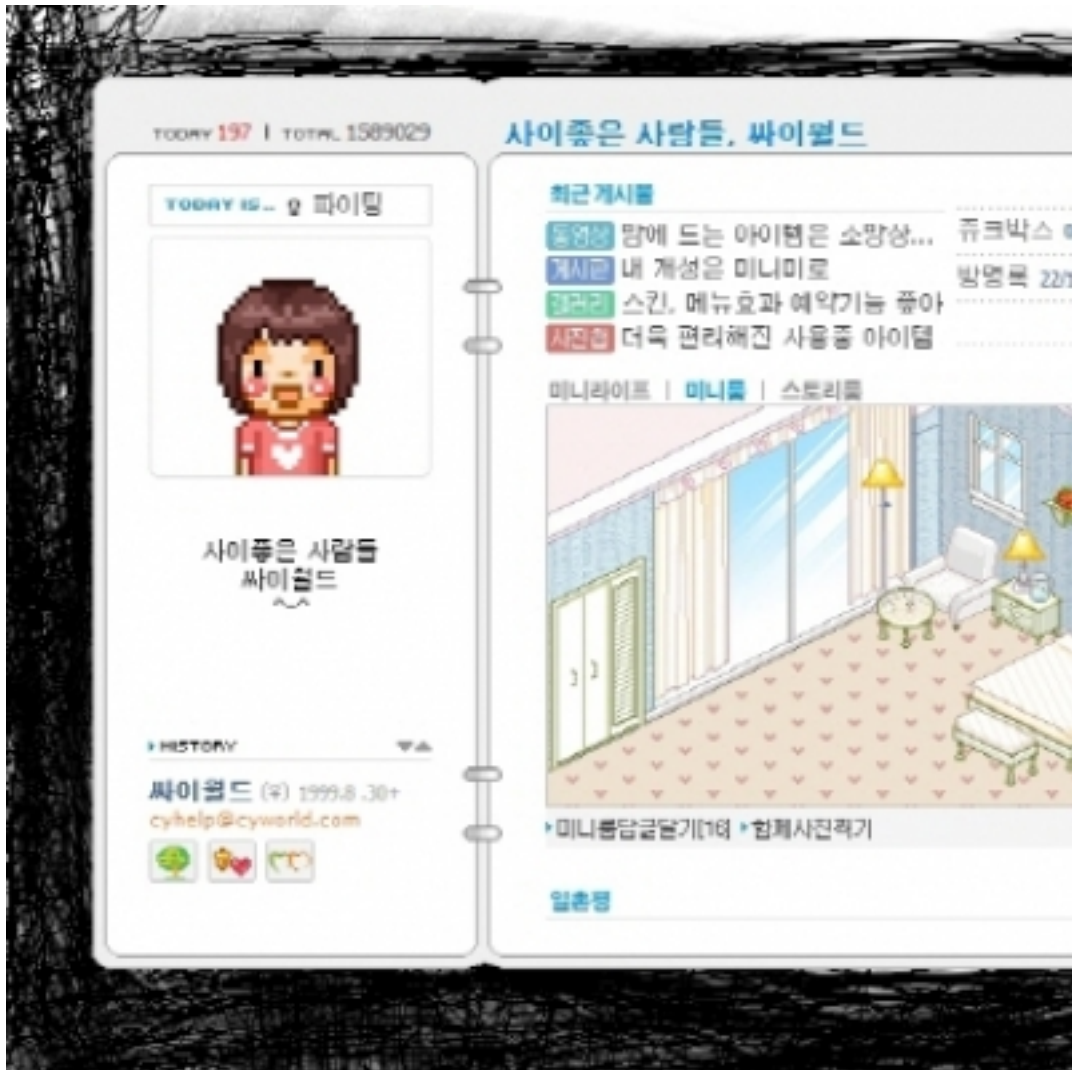 TODAY 197 | TOTAL 1589029
사이좋은 사람들, 싸이월드
TODAY IS... 파이팅
사이좋은 사람들
싸이월드
^^
HISTORY
싸이월드 (우) 1999.8 .30+
cyhelp@cyworld.com
최근 게시물
동영상 맘에 드는 아이템은 소망상...
게시판 내 개성은 미니미로
갤러리 스킨, 메뉴효과 예약기능 좋아
사진첩 더욱 편리해진 사용중 아이템
쥬크박스
방명록 22/1
미니라이프 | 미니룸 | 스토리룸
미니룸답글달기[16] 함께사진찍기
일촌평